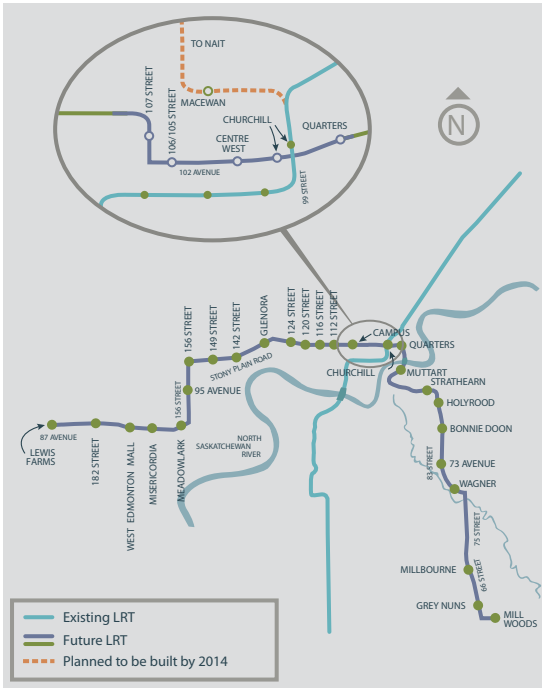 TO NAIT
MACEWAN
107 STREET
106/105 STREET
CHURCHILL
QUARTERS
CENTRE
WEST
102 AVENUE
99 STREET
N
156 STREET
149 STREET
142 STREET
GLENORA
124 STREET
120 STREET
116 STREET
112 STREET
CAMPUS
QUARTERS
STONY PLAIN ROAD
CHURCHILL
MUTTART
STRATHEARN
95 AVENUE
156 STREET
HOLYROOD
BONNIE DOON
87 AVENUE
LEWIS
FARMS
182 STREET
WEST EDMONTON MALL
MISERICORDIA
MEADOWLARK
NORTH
SASKATCHEWAN
RIVER
83 STREET
73 AVENUE
WAGNER
75 STREET
MILLBOURNE
66 STREET
GREY NUNS
MILL
WOODS
Existing LRT
Future LRT
Planned to be built by 2014